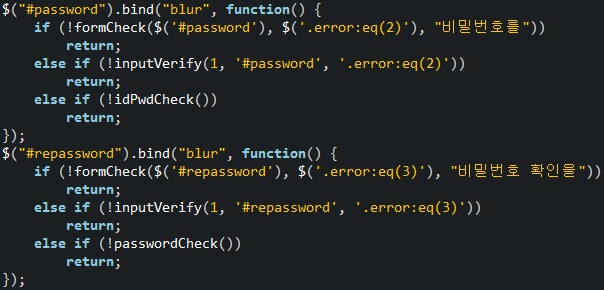 $("#password").bind("blur", function() {
    if (!formCheck($('#password'), $('.error:eq(2)'), "비밀번호를"))
        return;
    else if (!inputVerify(1, '#password', '.error:eq(2)'))
        return;
    else if (!idPwdCheck())
        return;
});
$("#repassword").bind("blur", function() {
    if (!formCheck($('#repassword'), $('.error:eq(3)'), "비밀번호 확인을"))
        return;
    else if (!inputVerify(1, '#repassword', '.error:eq(3)'))
        return;
    else if (!passwordCheck())
        return;
});